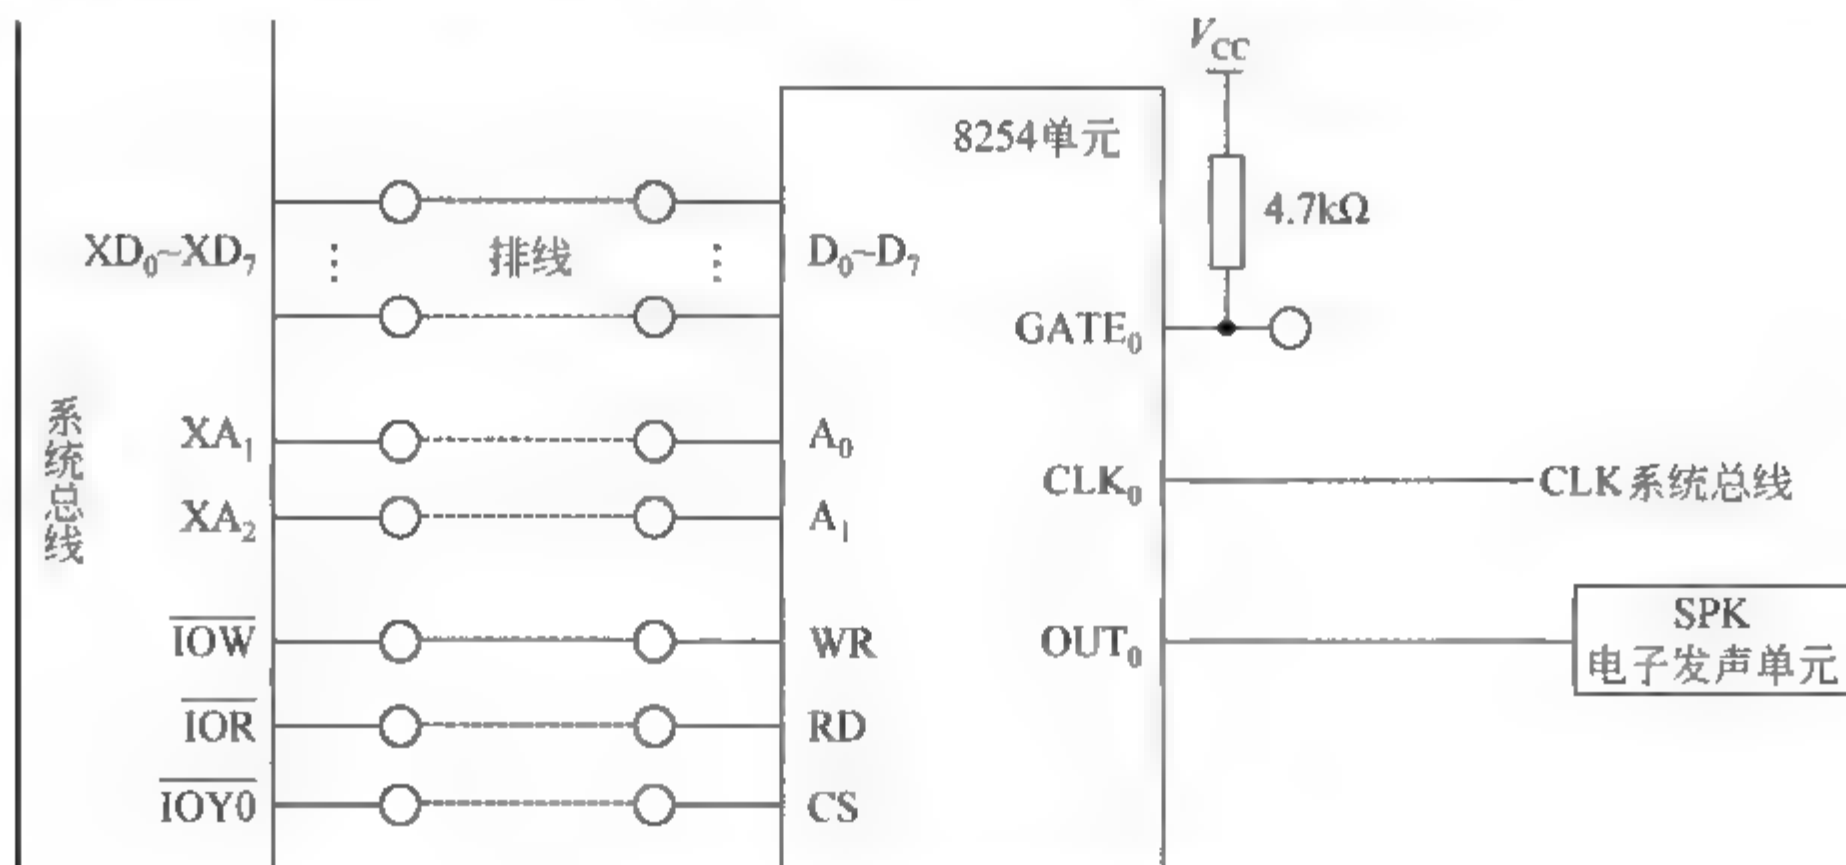 V_CC
8254单元
4.7kΩ
XD₀~XD₇
排线
D₀~D₇
GATE₀
系统总线
XA₁
A₀
CLK₀
CLK系统总线
XA₂
A₁
IOW
WR
OUT₀
SPK
电子发声单元
IOR
RD
IOY0
CS